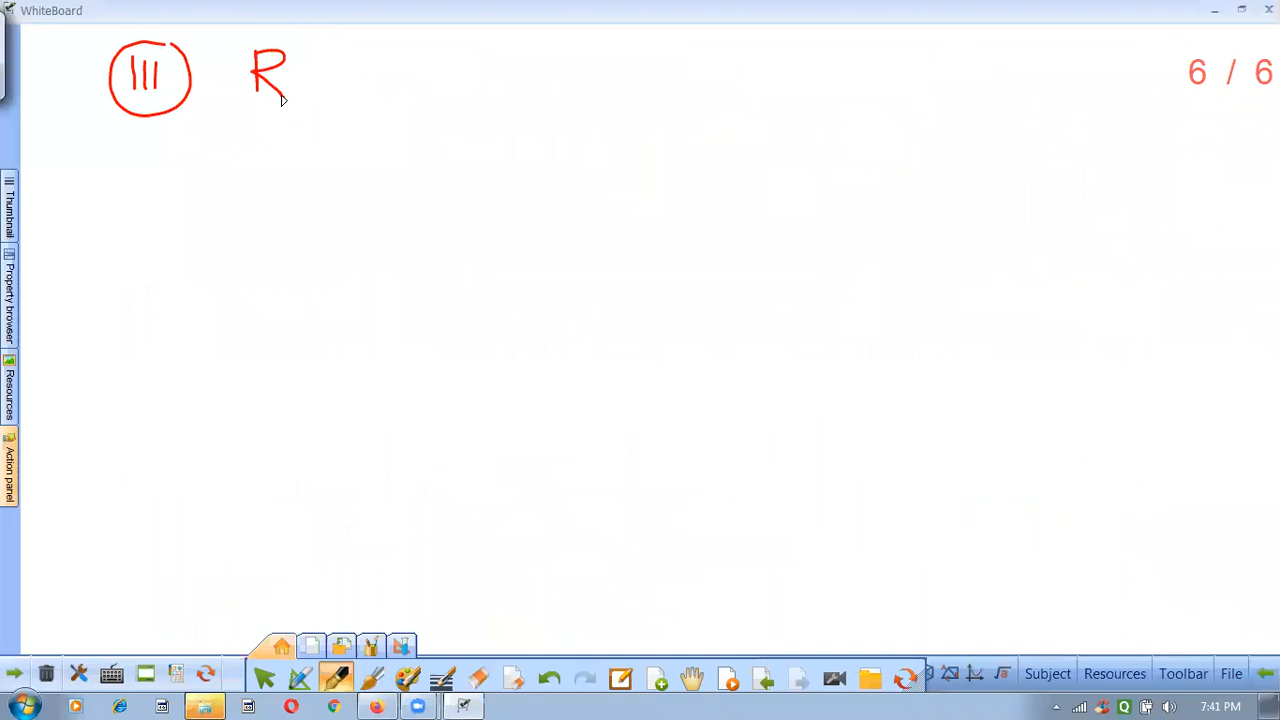 WhiteBoard
III R
6 / 6
Thumbnail
Property browser
Resources
Action panel
Subject
Resources
Toolbar
File
7:41 PM